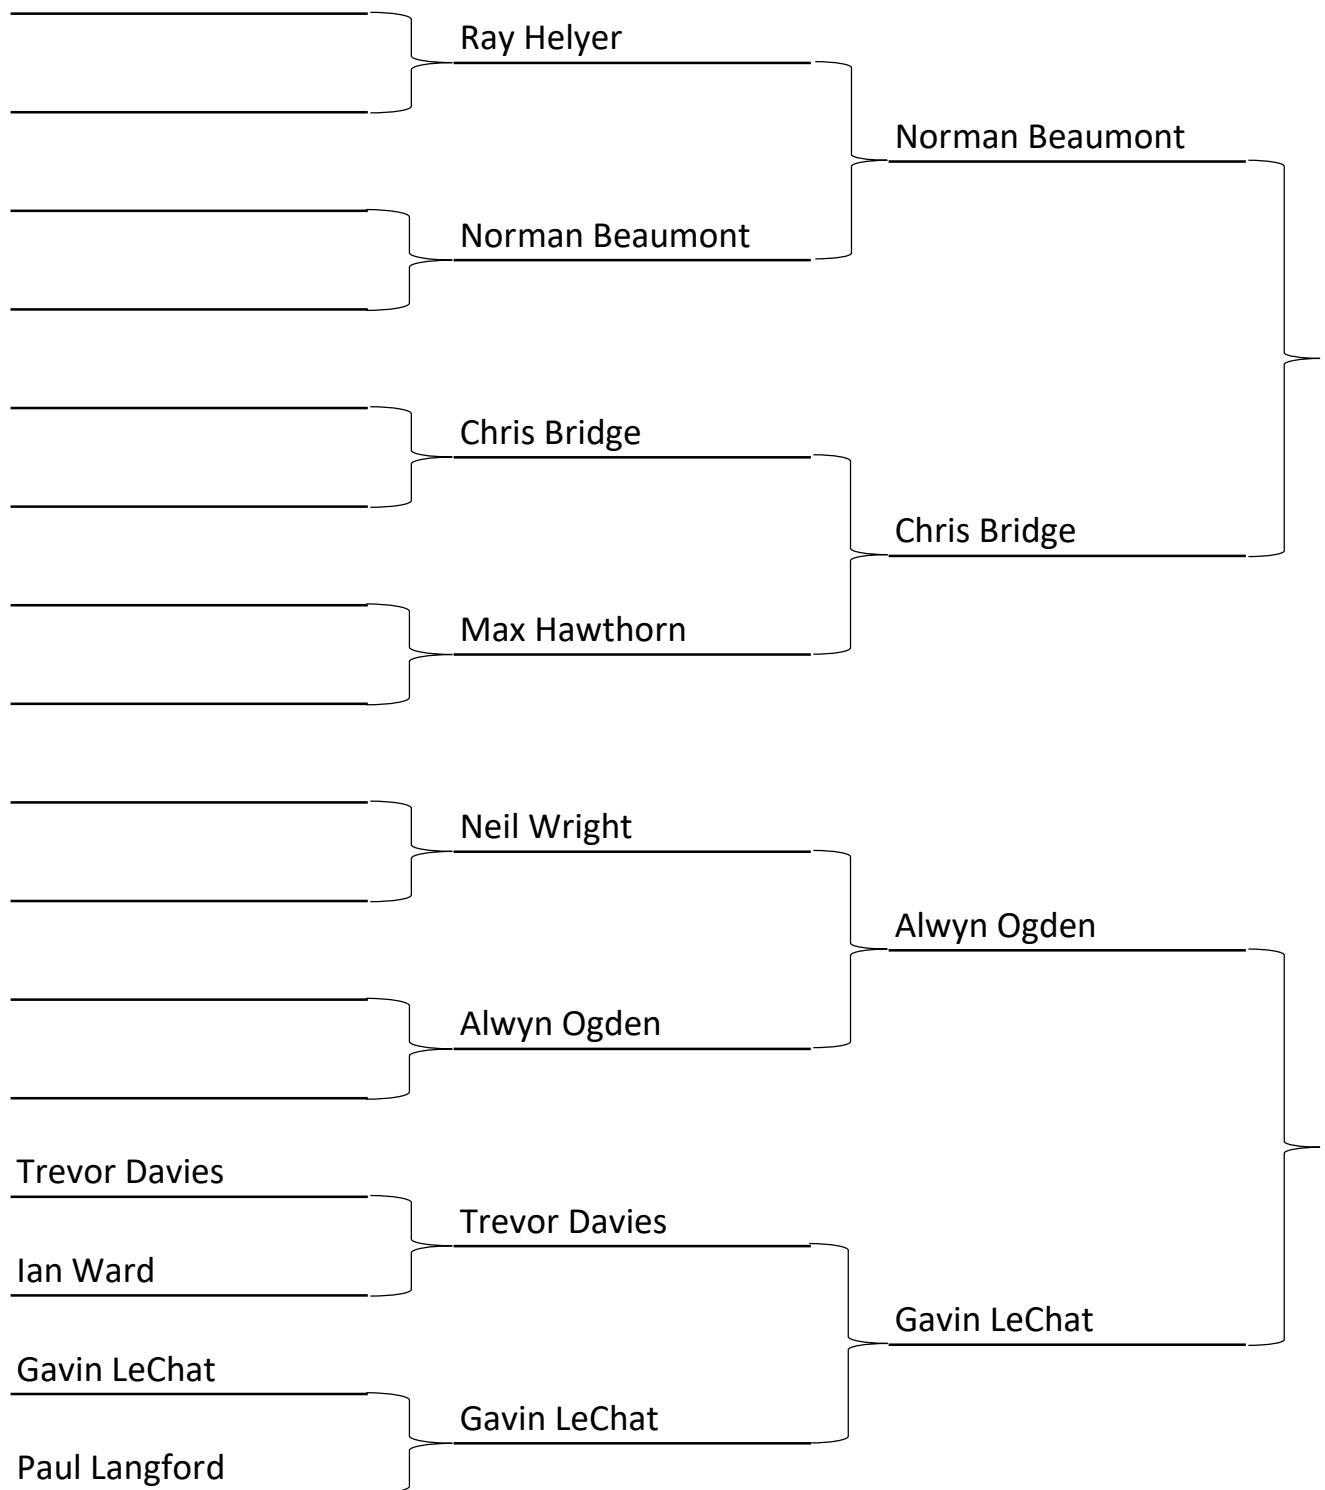 Ray Helyer
Norman Beaumont
Norman Beaumont
Chris Bridge
Chris Bridge
Max Hawthorn
Neil Wright
Alwyn Ogden
Alwyn Ogden
Trevor Davies
Trevor Davies
Ian Ward
Gavin LeChat
Gavin LeChat
Gavin LeChat
Paul Langford